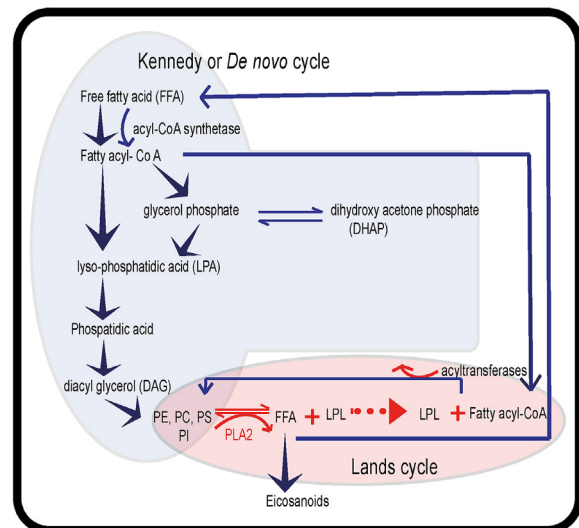 Kennedy or De novo cycle
Free fatty acid (FFA)
acyl-CoA synthetase
Fatty acyl- Co A
glycerol phosphate
dihydroxy acetone phosphate
(DHAP)
lyso-phosphatidic acid (LPA)
Phospatidic acid
diacyl glycerol (DAG)
acyltransferases
PE, PC, PS
PI
PLA2
FFA + LPL
LPL + Fatty acyl-CoA
Lands cycle
Eicosanoids